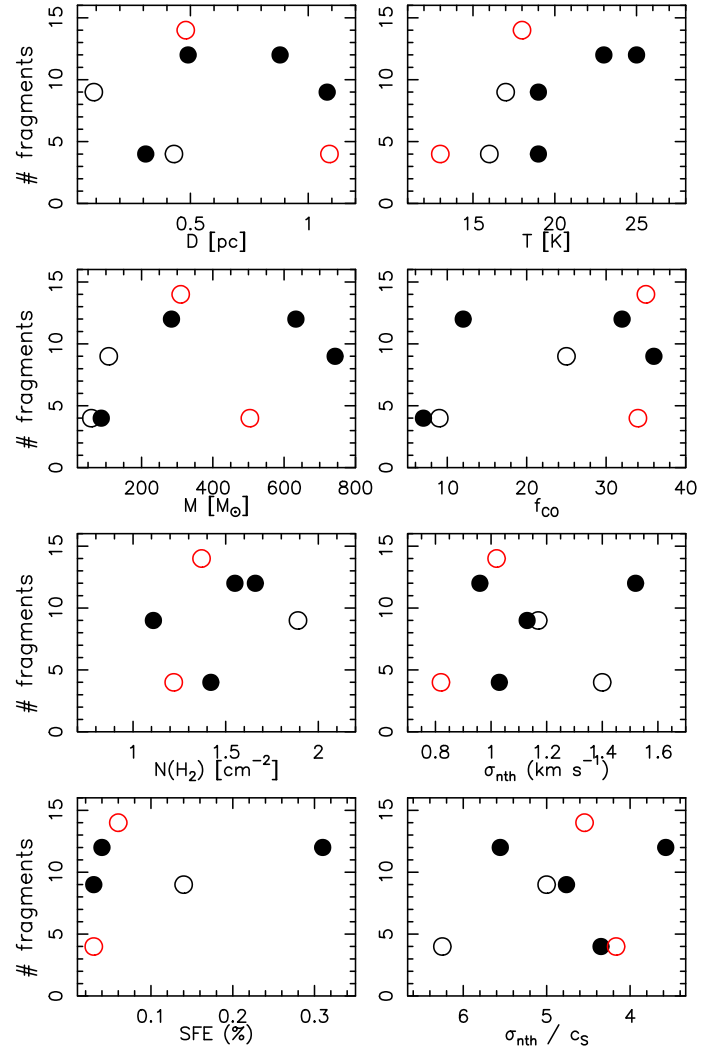 # fragments
0 5 10 15
0.5 1
D [pc]
0 5 10 15
15 20 25
T [K]
# fragments
0 5 10 15
200 400 600 800
M [M⊙]
0 5 10 15
10 20 30 40
f_CO
# fragments
0 5 10 15
1 1.5 2
N(H₂) [cm⁻²]
0 5 10 15
0.8 1 1.2 1.4 1.6
σ_nth (km s⁻¹)
# fragments
0 5 10 15
0.1 0.2 0.3
SFE (%)
0 5 10 15
6 5 4
σ_nth / c_S